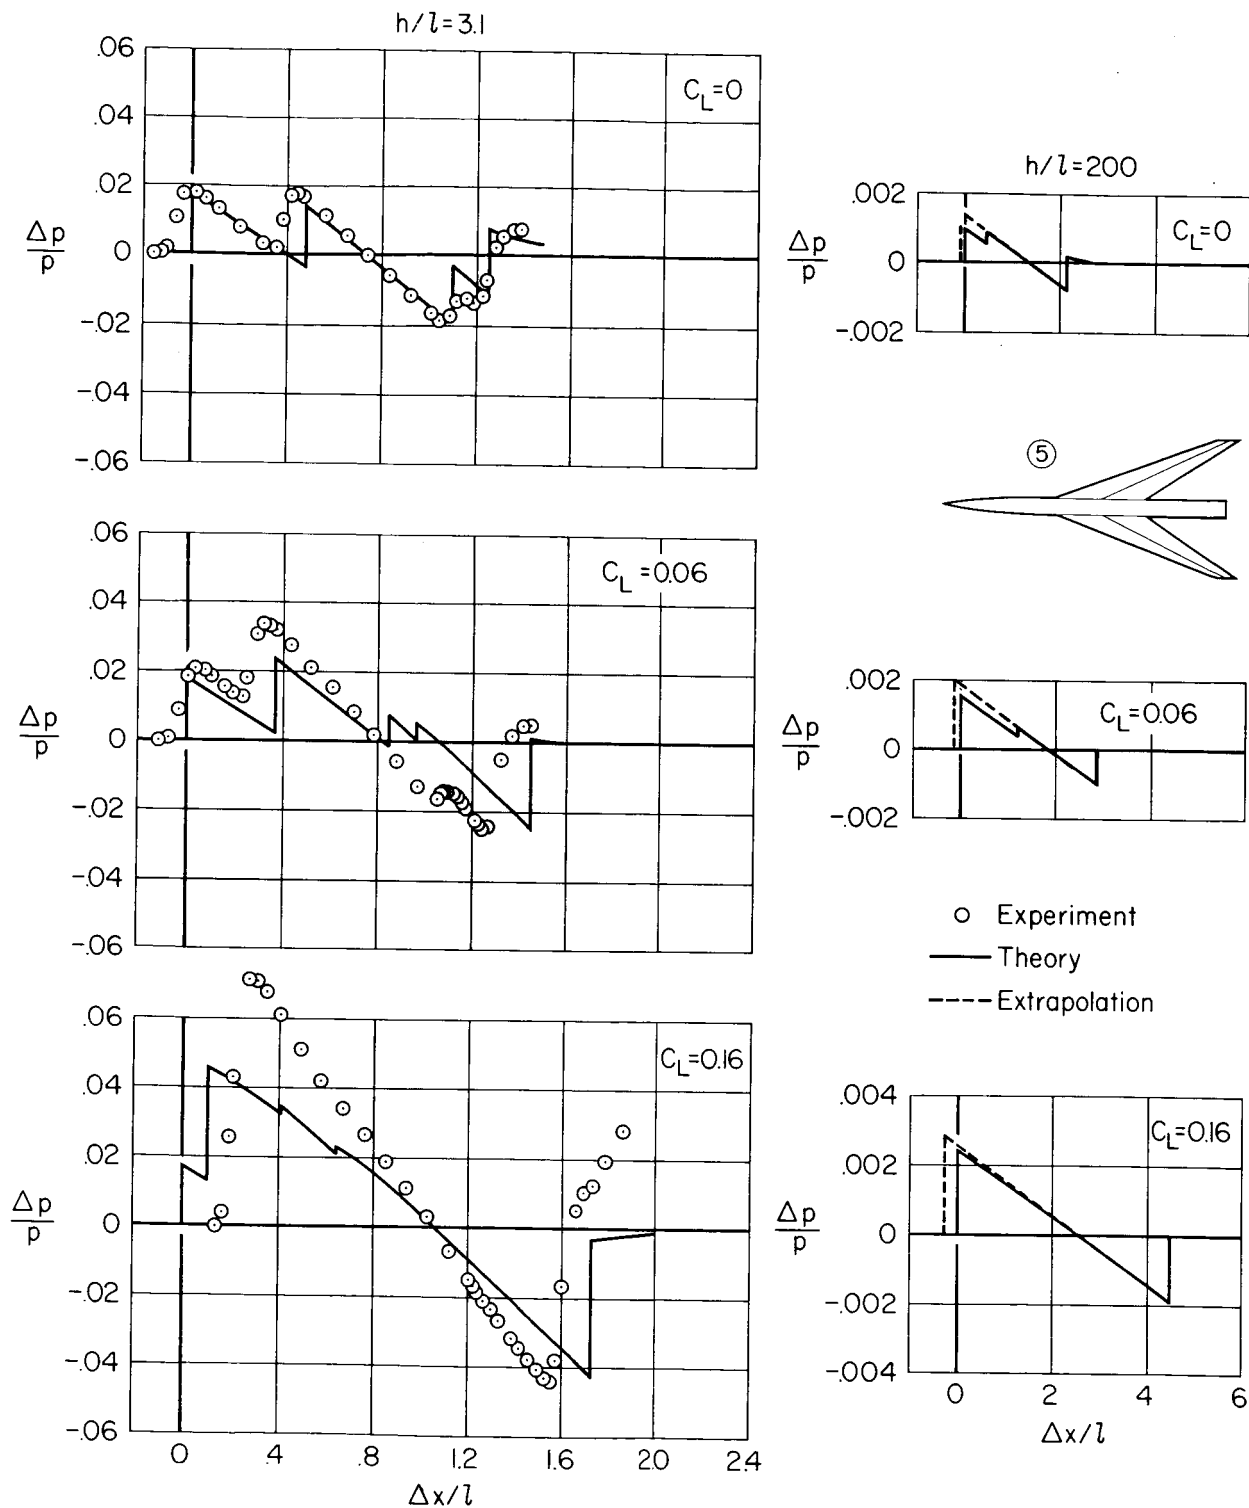 h/l=3.1
.06
.04
.02
0
-.02
-.04
-.06
Δp/p
C_L=0
h/l=200
.002
0
-.002
Δp/p
C_L=0
5
.06
.04
.02
0
-.02
-.04
-.06
Δp/p
C_L=0.06
.002
0
-.002
Δp/p
C_L=0.06
Experiment
Theory
Extrapolation
.06
.04
.02
0
-.02
-.04
-.06
Δp/p
C_L=0.16
0 .4 .8 1.2 1.6 2.0 2.4
Δx/l
.004
.002
0
-.002
-.004
Δp/p
C_L=0.16
0 2 4 6
Δx/l